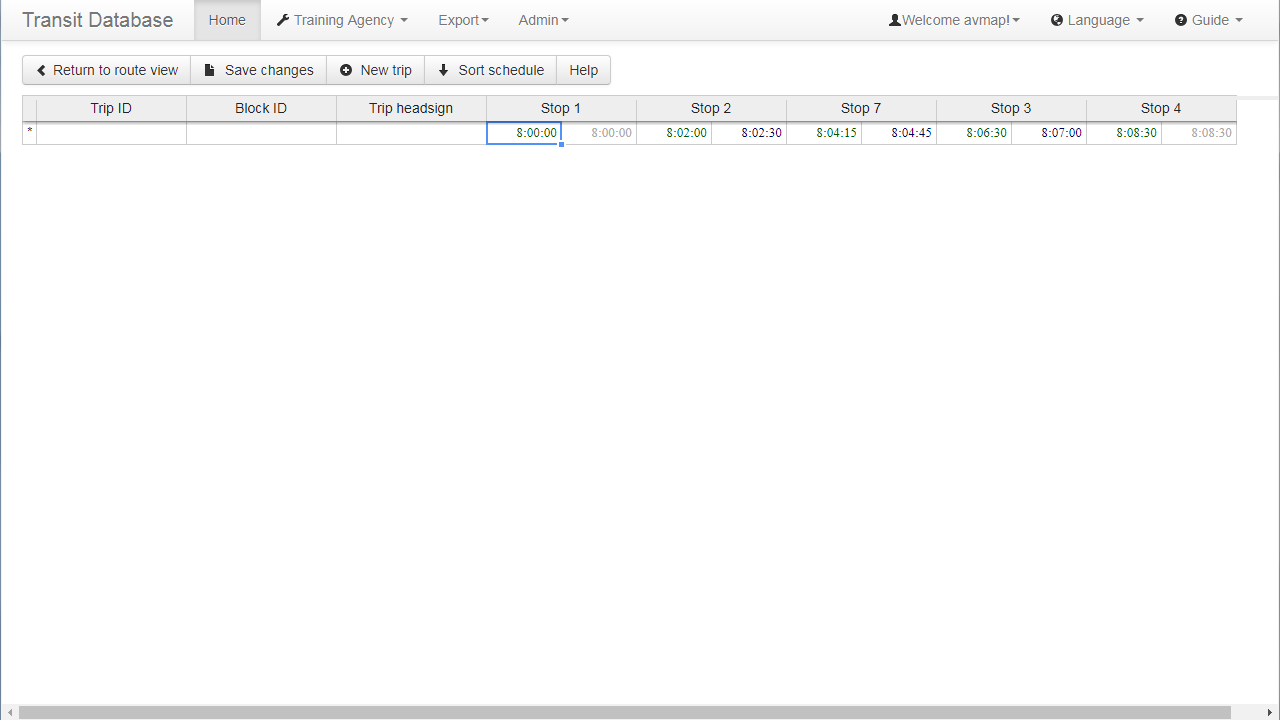 Transit Database Home Training Agency Export Admin Welcome avmap! Language Guide
Return to route view Save changes New trip Sort schedule Help
Trip ID Block ID Trip headsign Stop 1 Stop 2 Stop 7 Stop 3 Stop 4
* 8:00:00 8:00:00 8:02:00 8:02:30 8:04:15 8:04:45 8:06:30 8:07:00 8:08:30 8:08:30